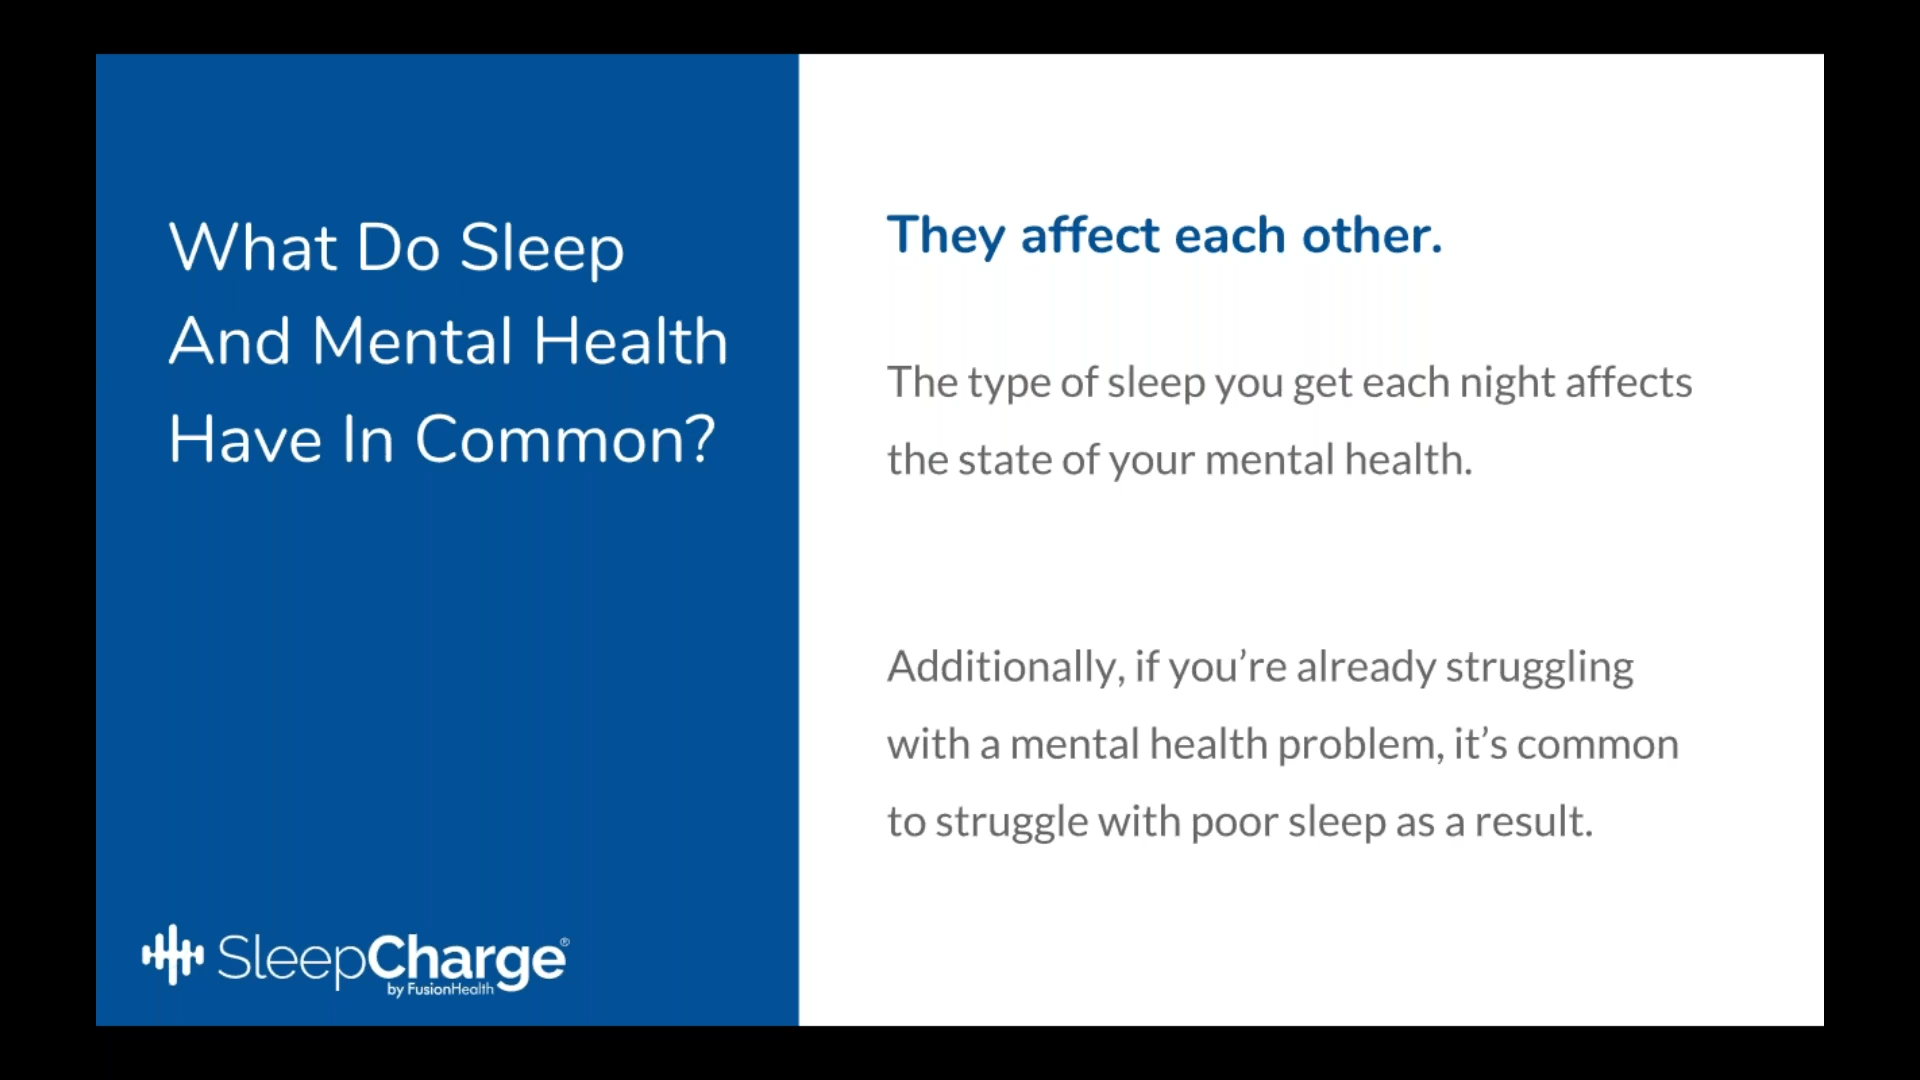 What Do Sleep
And Mental Health
Have In Common?
They affect each other.
The type of sleep you get each night affects
the state of your mental health.
Additionally, if you’re already struggling
with a mental health problem, it’s common
to struggle with poor sleep as a result.
SleepCharge®
by FusionHealth